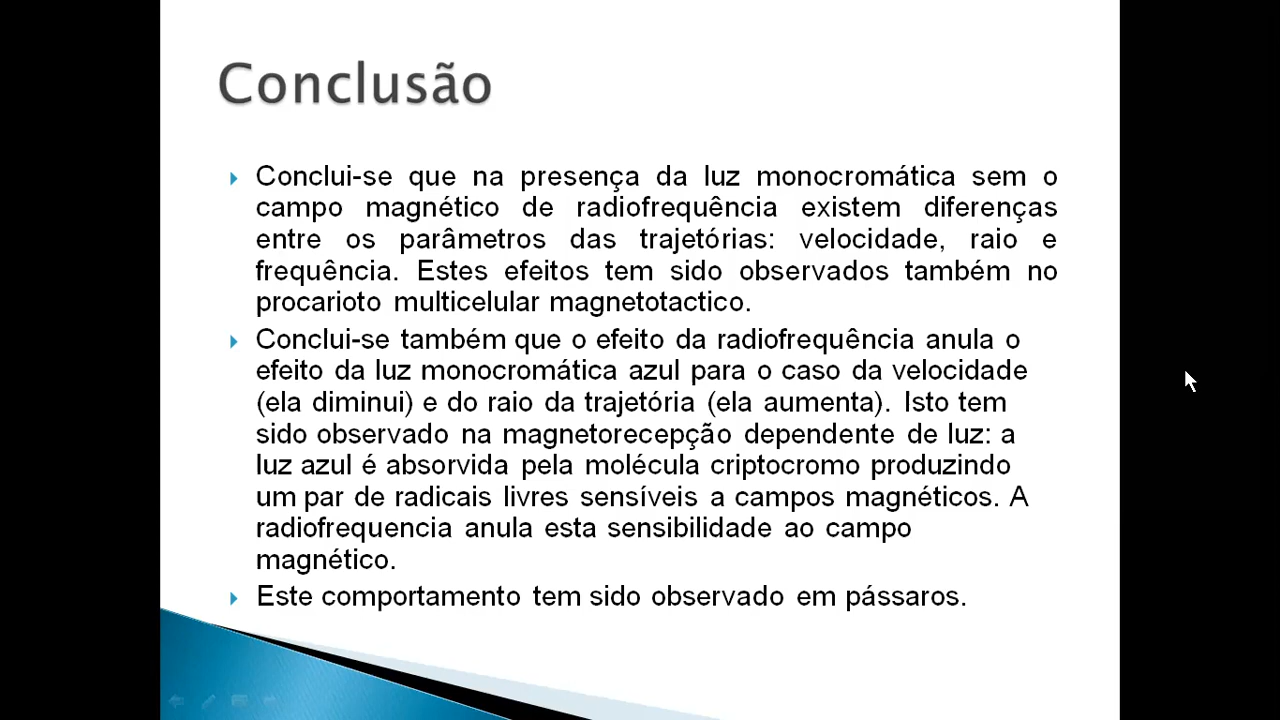 Conclusão
Conclui-se que na presença da luz monocromática sem o
campo magnético de radiofrequência existem diferenças
entre os parâmetros das trajetórias: velocidade, raio e
frequência. Estes efeitos tem sido observados também no
procarioto multicelular magnetotactico.
Conclui-se também que o efeito da radiofrequência anula o
efeito da luz monocromática azul para o caso da velocidade
(ela diminui) e do raio da trajetória (ela aumenta). Isto tem
sido observado na magnetorecepção dependente de luz: a
luz azul é absorvida pela molécula criptocromo produzindo
um par de radicais livres sensíveis a campos magnéticos. A
radiofrequencia anula esta sensibilidade ao campo
magnético.
Este comportamento tem sido observado em pássaros.